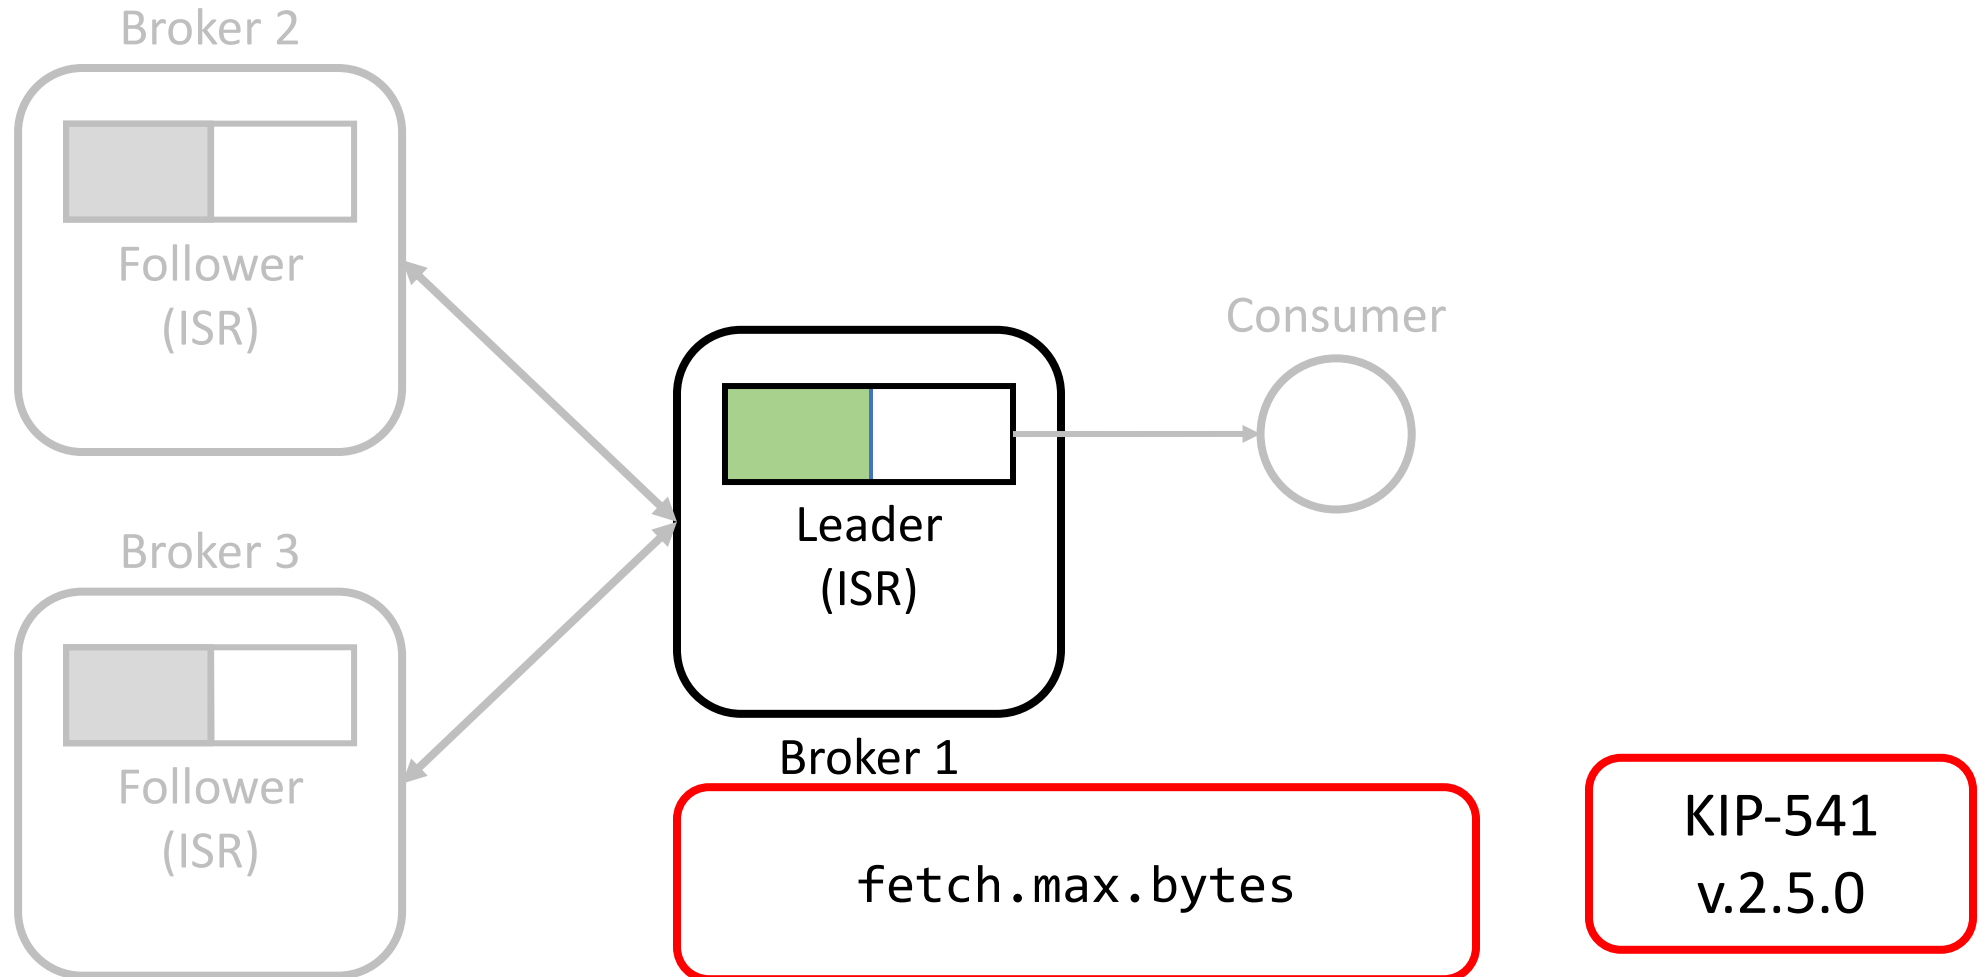 Broker 2
Follower
(ISR)
Consumer
Leader
(ISR)
Broker 3
Follower
(ISR)
Broker 1
fetch.max.bytes
KIP-541
v.2.5.0